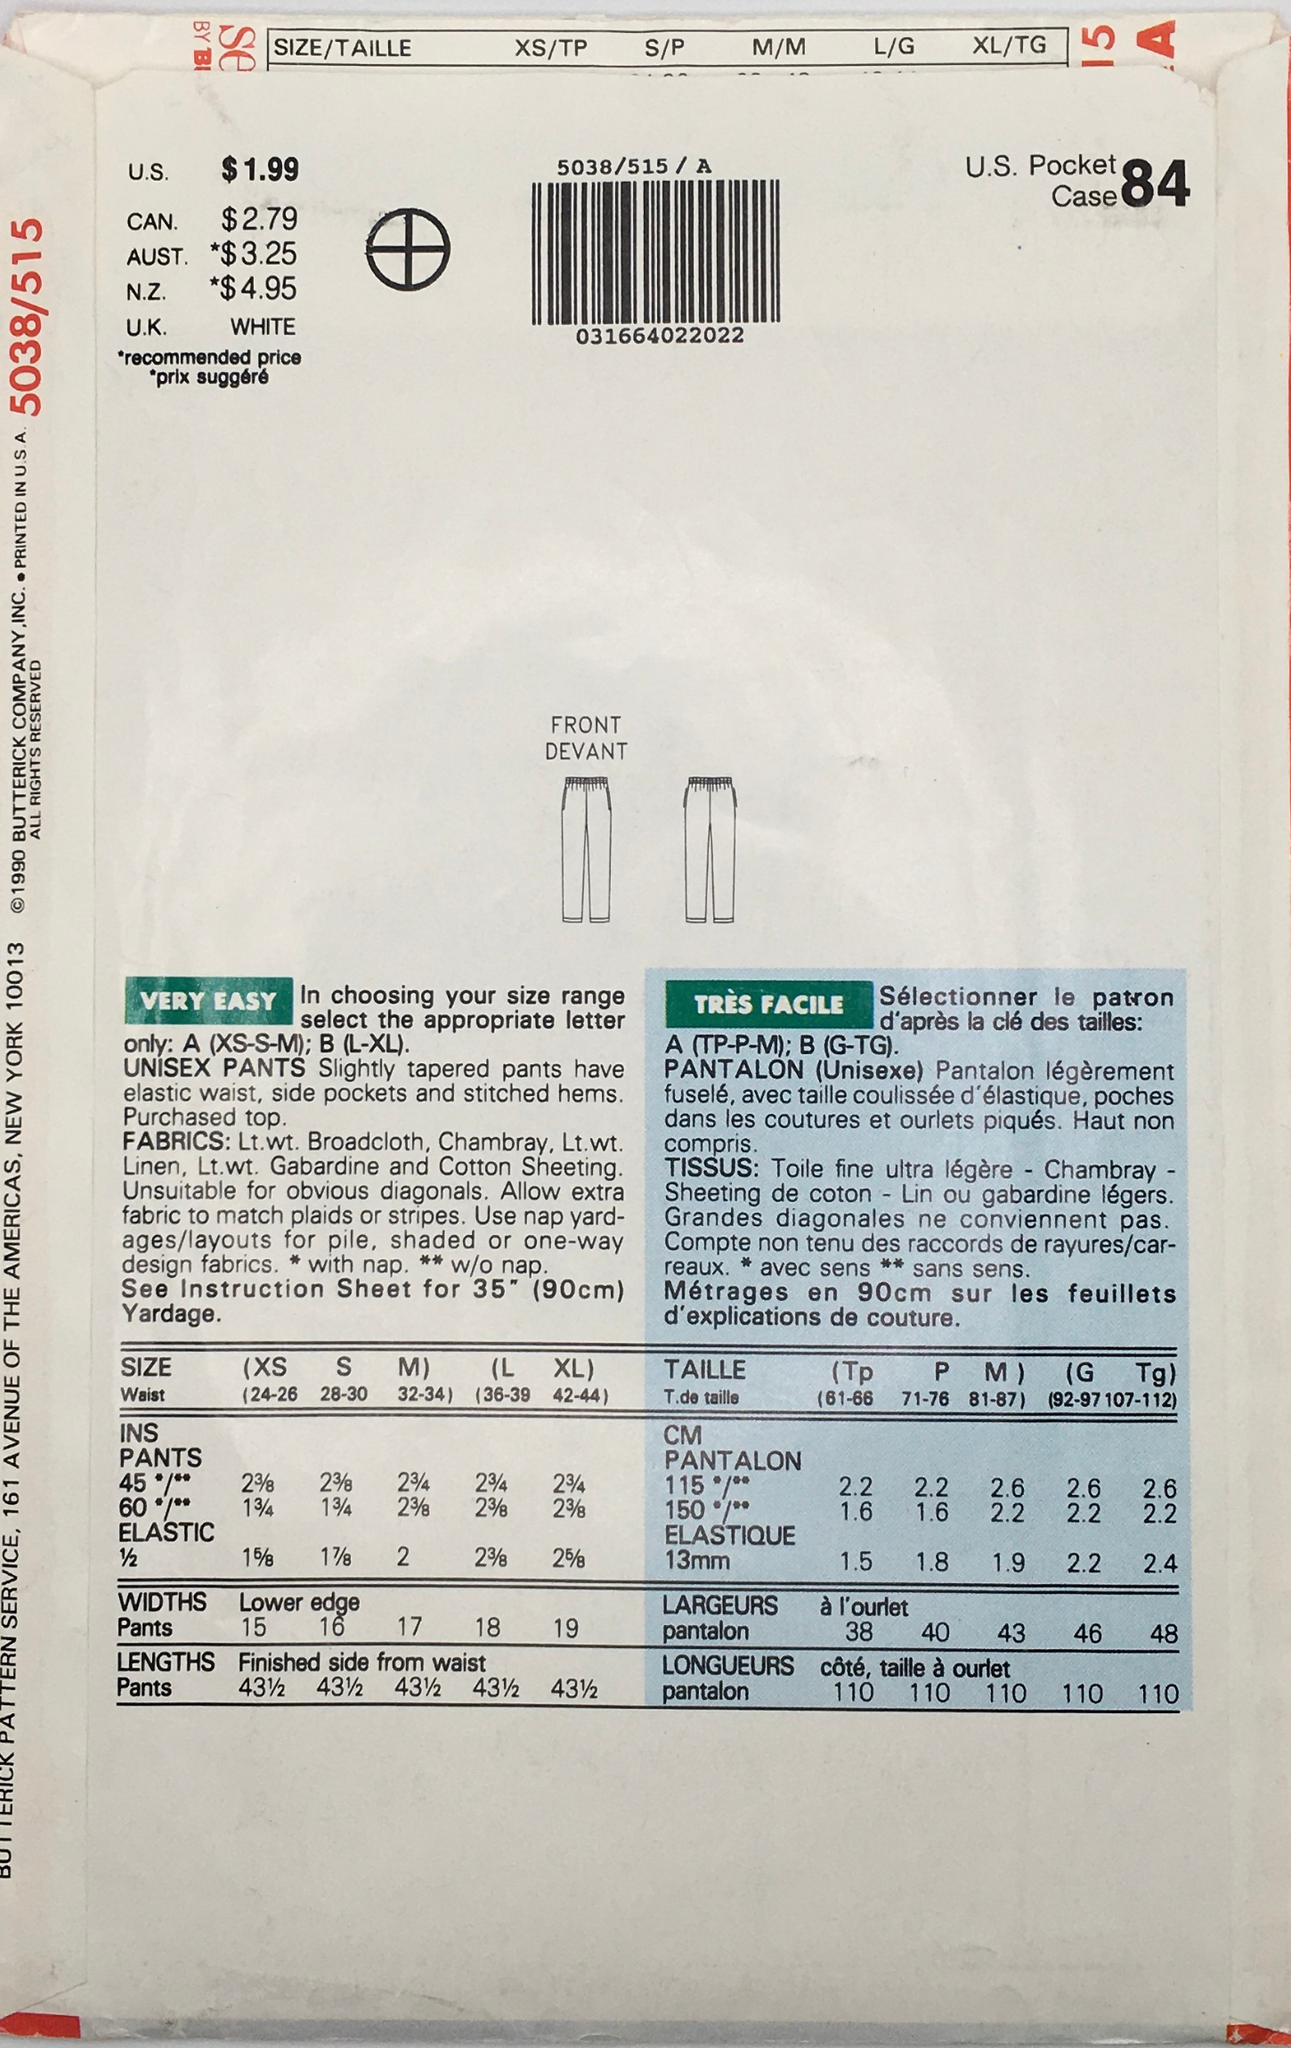 se
BY
SIZE/TAILLE XS/TP S/P M/M L/G XL/TG
15
A
U.S. $1.99
CAN. $2.79
AUST. *$3.25
N.Z. *$4.95
U.K. WHITE
*recommended price
*prix suggéré
5038/515 / A
031664022022
U.S. Pocket
Case 84
BUTTERICK PATTERN SERVICE, 161 AVENUE OF THE AMERICAS, NEW YORK 10013 ©1990 BUTTERICK COMPANY, INC. • PRINTED IN U.S.A. 5038/515
ALL RIGHTS RESERVED
FRONT
DEVANT
VERY EASY In choosing your size range
select the appropriate letter
only: A (XS-S-M); B (L-XL).
UNISEX PANTS Slightly tapered pants have
elastic waist, side pockets and stitched hems.
Purchased top.
FABRICS: Lt.wt. Broadcloth, Chambray, Lt.wt.
Linen, Lt.wt. Gabardine and Cotton Sheeting.
Unsuitable for obvious diagonals. Allow extra
fabric to match plaids or stripes. Use nap yard-
ages/layouts for pile, shaded or one-way
design fabrics. * with nap. ** w/o nap.
See Instruction Sheet for 35" (90cm)
Yardage.
TRÈS FACILE Sélectionner le patron
d'après la clé des tailles:
A (TP-P-M); B (G-TG).
PANTALON (Unisexe) Pantalon légèrement
fuselé, avec taille coulissée d'élastique, poches
dans les coutures et ourlets piqués. Haut non
compris.
TISSUS: Toile fine ultra légère - Chambray -
Sheeting de coton - Lin ou gabardine légers.
Grandes diagonales ne conviennent pas.
Compte non tenu des raccords de rayures/car-
reaux. * avec sens ** sans sens.
Métrages en 90cm sur les feuillets
d'explications de couture.
SIZE (XS S M) (L XL)
Waist (24-26 28-30 32-34) (36-39 42-44)
INS
PANTS
45 */** 2⅜ 2⅜ 2¾ 2¾ 2¾
60 */** 1¾ 1¾ 2⅜ 2⅜ 2⅜
ELASTIC
½ 1⅝ 1⅞ 2 2⅜ 2⅝
WIDTHS Lower edge
Pants 15 16 17 18 19
LENGTHS Finished side from waist
Pants 43½ 43½ 43½ 43½ 43½
TAILLE (Tp P M ) (G Tg)
T.de taille (61-66 71-76 81-87) (92-97 107-112)
CM
PANTALON
115 */** 2.2 2.2 2.6 2.6 2.6
150 */** 1.6 1.6 2.2 2.2 2.2
ELASTIQUE
13mm 1.5 1.8 1.9 2.2 2.4
LARGEURS à l'ourlet
pantalon 38 40 43 46 48
LONGUEURS côté, taille à ourlet
pantalon 110 110 110 110 110